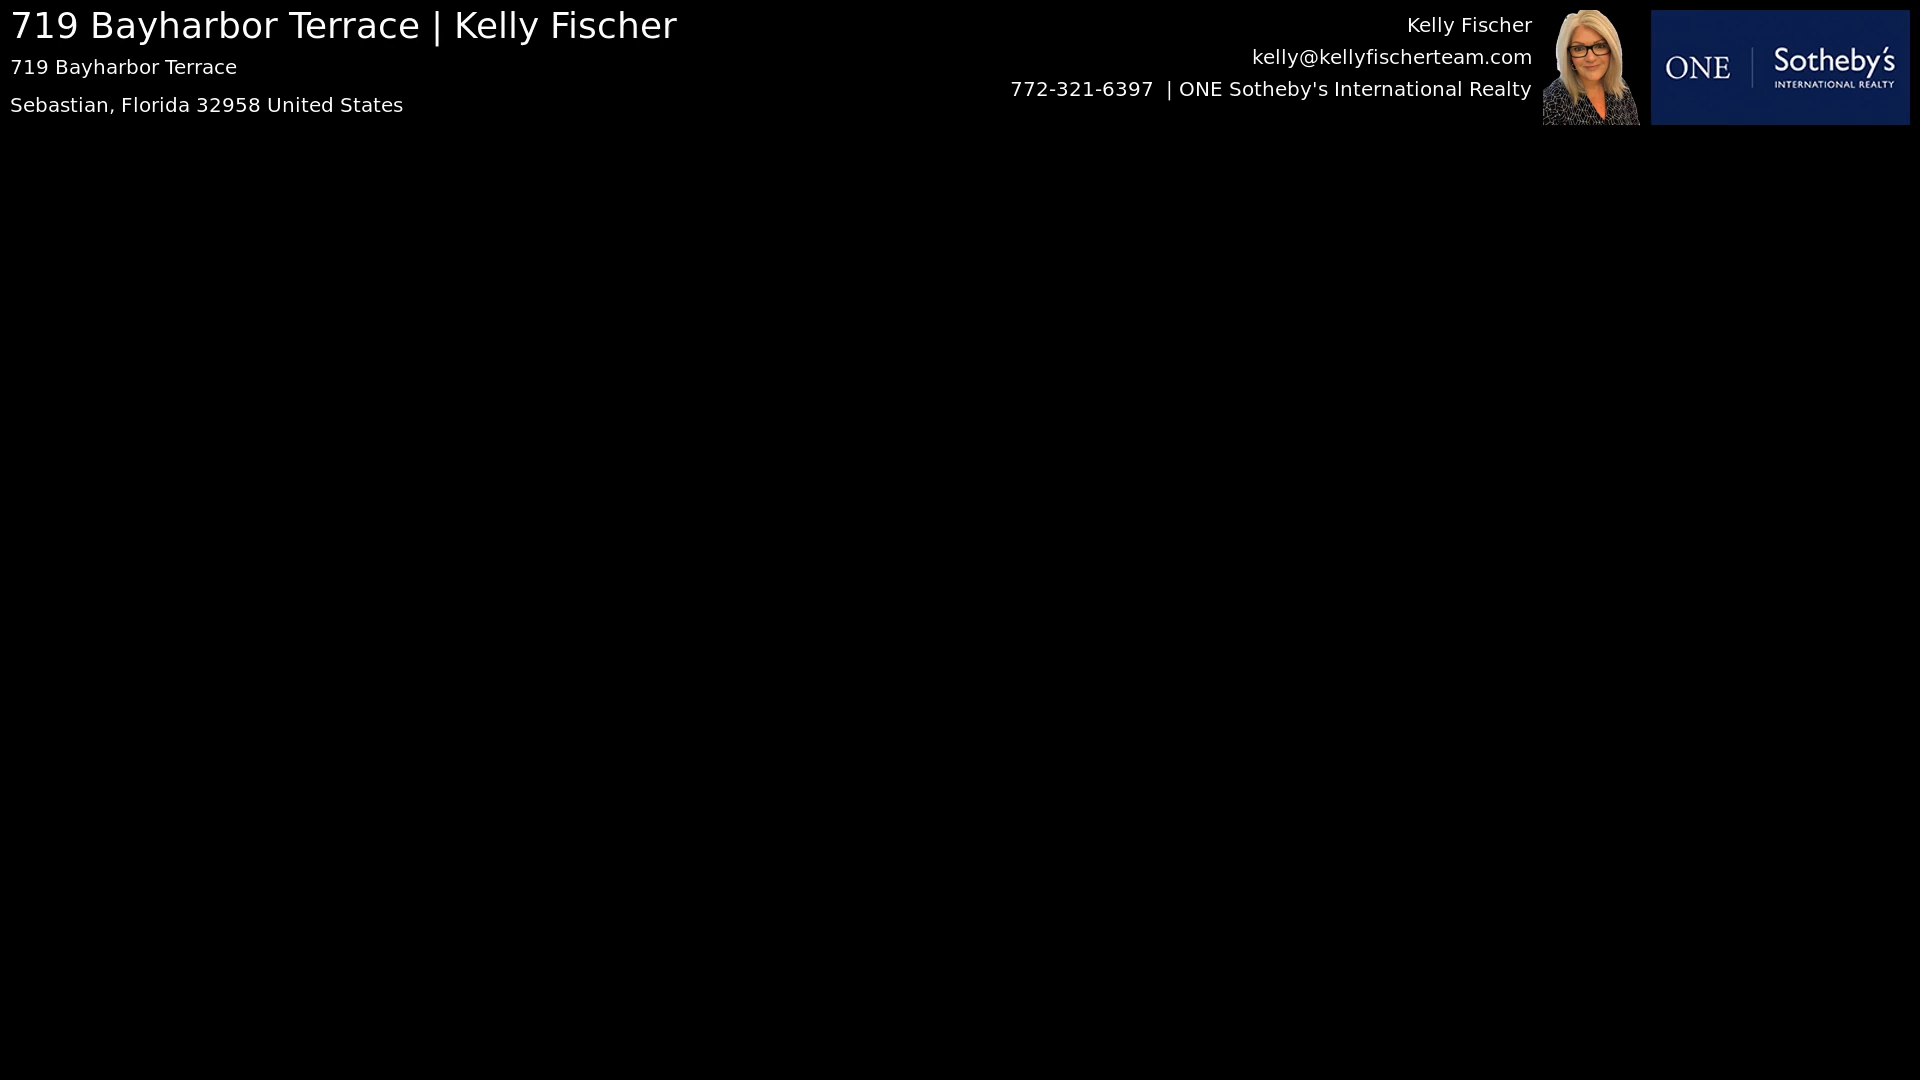 719 Bayharbor Terrace | Kelly Fischer
719 Bayharbor Terrace
Sebastian, Florida 32958 United States
Kelly Fischer
kelly@kellyfischerteam.com
772-321-6397 | ONE Sotheby's International Realty
ONE
Sotheby's
INTERNATIONAL REALTY